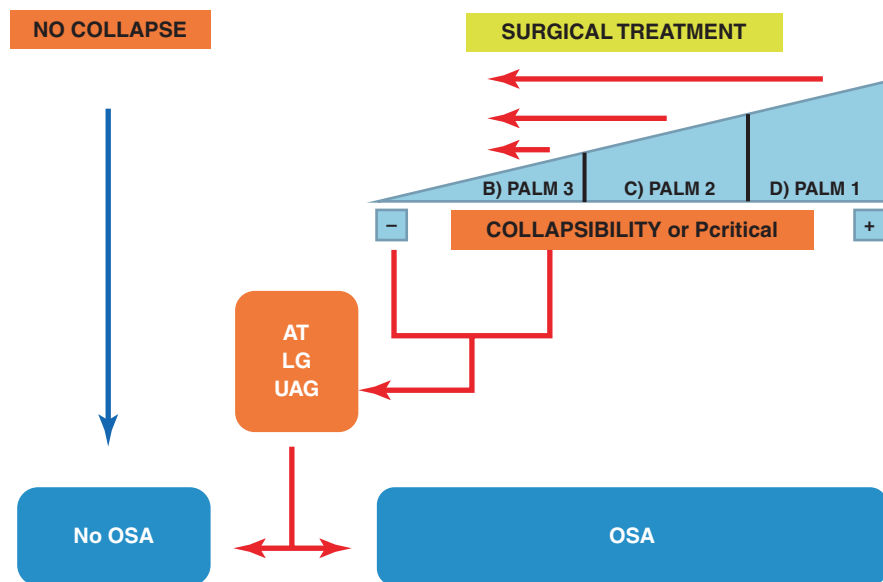 NO COLLAPSE
SURGICAL TREATMENT
B) PALM 3
C) PALM 2
D) PALM 1
–
COLLAPSIBILITY or Pcritical
+
AT
LG
UAG
No OSA
OSA